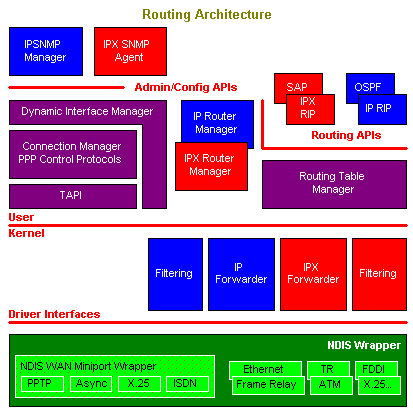 Routing Architecture
IPSNMP
Manager
IPX SNMP
Agent
Admin/Config APIs
SAP
IPX
RIP
OSPF
IP RIP
Routing APIs
Dynamic Interface Manager
Connection Manager
PPP Control Protocols
TAPI
IP Router
Manager
IPX Router
Manager
Routing Table
Manager
User
Kernel
Filtering
IP
Forwarder
IPX
Forwarder
Filtering
Driver Interfaces
NDIS Wrapper
NDIS WAN Miniport Wrapper
PPTP
Async
X.25
ISDN
Ethernet
TR
FDDI
Frame Relay
ATM
X.25...